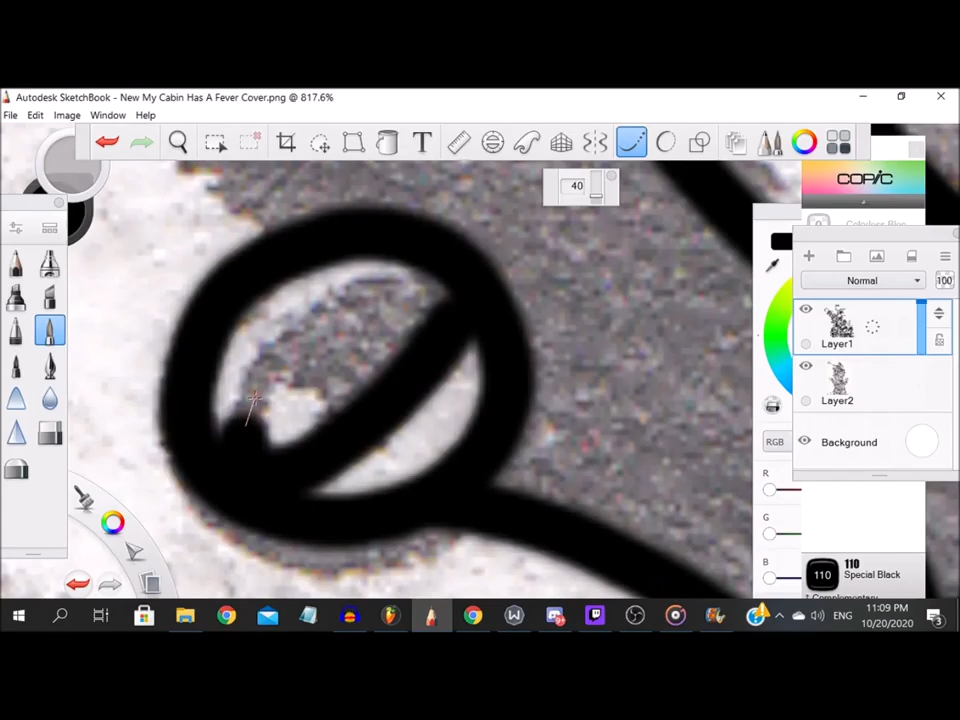 Autodesk SketchBook - New My Cabin Has A Fever Cover.png @ 817.6%
File Edit Image Window Help
T
40
COPIC
Normal
100
Layer1
Layer2
Background
RGB
R
G
B
110
110
Special Black
ENG
11:09 PM
10/20/2020
3